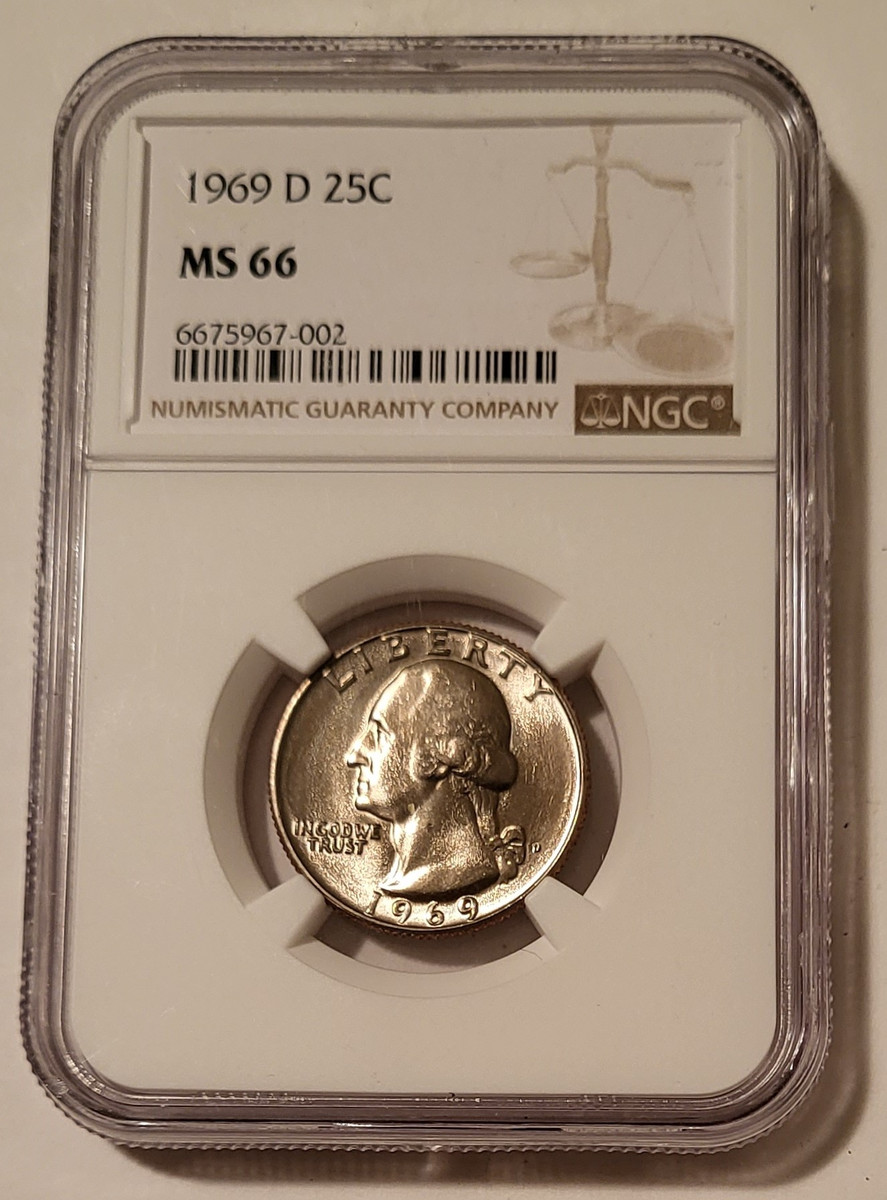 1969 D 25C
MS 66
6675967-002
NUMISMATIC GUARANTY COMPANY
NGC®
LIBERTY
IN GOD WE
TRUST
D
1969